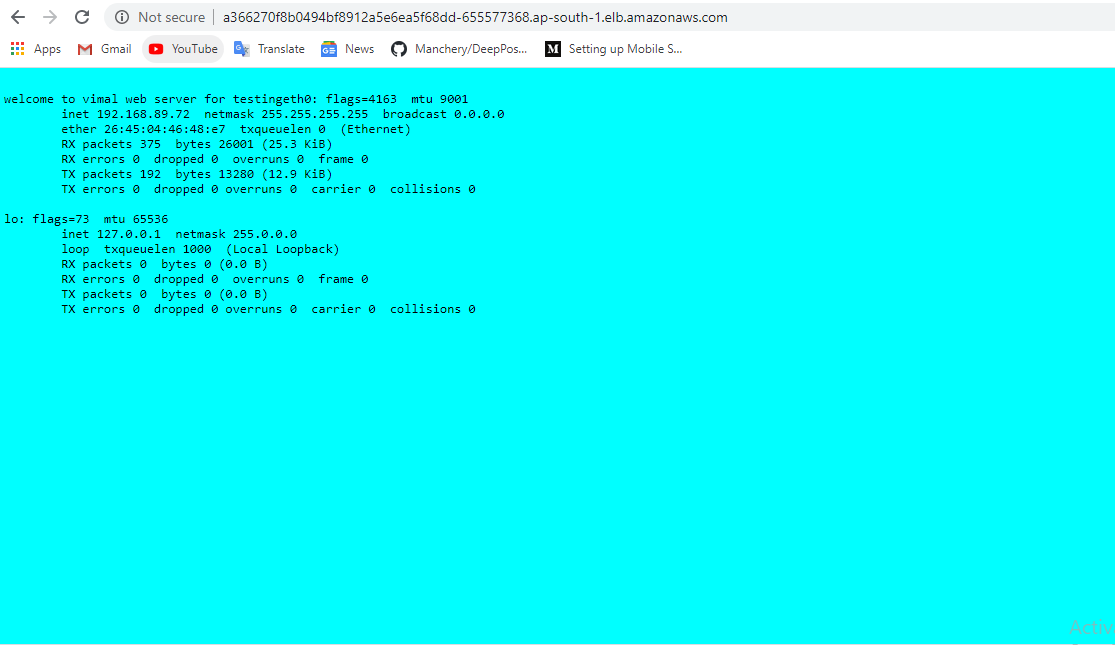 Not secure | a366270f8b0494bf8912a5e6ea5f68dd-655577368.ap-south-1.elb.amazonaws.com
Apps Gmail YouTube Translate News Manchery/DeepPos... M Setting up Mobile S...
welcome to vimal web server for testingeth0: flags=4163  mtu 9001
        inet 192.168.89.72  netmask 255.255.255.255  broadcast 0.0.0.0
        ether 26:45:04:46:48:e7  txqueuelen 0  (Ethernet)
        RX packets 375  bytes 26001 (25.3 KiB)
        RX errors 0  dropped 0  overruns 0  frame 0
        TX packets 192  bytes 13280 (12.9 KiB)
        TX errors 0  dropped 0 overruns 0  carrier 0  collisions 0
lo: flags=73  mtu 65536
        inet 127.0.0.1  netmask 255.0.0.0
        loop  txqueuelen 1000  (Local Loopback)
        RX packets 0  bytes 0 (0.0 B)
        RX errors 0  dropped 0  overruns 0  frame 0
        TX packets 0  bytes 0 (0.0 B)
        TX errors 0  dropped 0 overruns 0  carrier 0  collisions 0
Activ